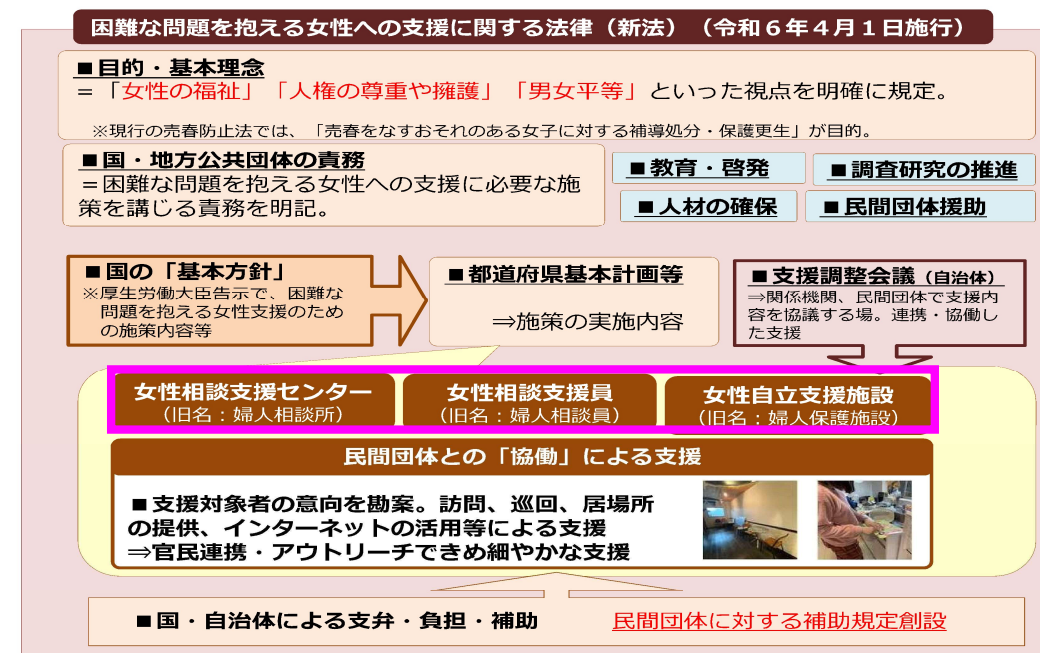 困難な問題を抱える女性への支援に関する法律（新法）（令和６年４月１日施行）
■目的・基本理念
＝「女性の福祉」「人権の尊重や擁護」「男女平等」といった視点を明確に規定。
※現行の売春防止法では、「売春をなすおそれのある女子に対する補導処分・保護更生」が目的。
■国・地方公共団体の責務
＝困難な問題を抱える女性への支援に必要な施
策を講じる責務を明記。
■教育・啓発
■調査研究の推進
■人材の確保
■民間団体援助
■国の「基本方針」
※厚生労働大臣告示で、困難な
問題を抱える女性支援のため
の施策内容等
■都道府県基本計画等
⇒施策の実施内容
■支援調整会議（自治体）
⇒関係機関、民間団体で支援内
容を協議する場。連携・協働し
た支援
女性相談支援センター
（旧名：婦人相談所）
女性相談支援員
（旧名：婦人相談員）
女性自立支援施設
（旧名：婦人保護施設）
民間団体との「協働」による支援
■支援対象者の意向を勘案。訪問、巡回、居場所
の提供、インターネットの活用等による支援
⇒官民連携・アウトリーチできめ細やかな支援
■国・自治体による支弁・負担・補助
民間団体に対する補助規定創設